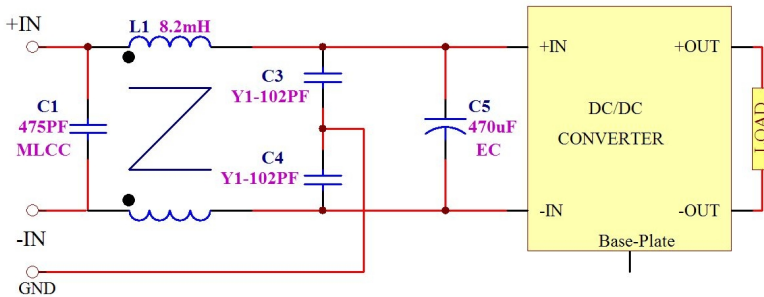 +IN
L1 8.2mH
C1
475PF
MLCC
C3
Y1-102PF
C4
Y1-102PF
C5
470uF
EC
+IN
+OUT
DC/DC
CONVERTER
-IN
-OUT
Base-Plate
LOAD
-IN
GND